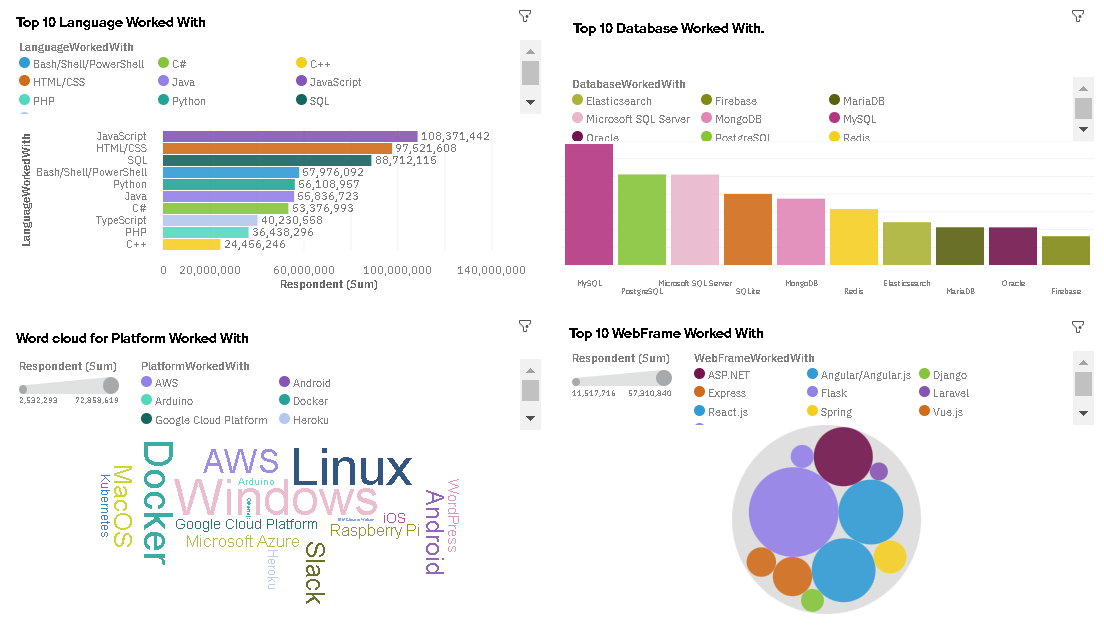 Top 10 Language Worked With
LanguageWorkedWith
Bash/Shell/PowerShell
C#
C++
HTML/CSS
Java
JavaScript
PHP
Python
SQL
LanguageWorkedWith
JavaScript 108,371,442
HTML/CSS 97,521,608
SQL 88,712,115
Bash/Shell/PowerShell 57,976,092
Python 56,108,957
Java 55,836,723
C# 53,376,993
TypeScript 40,230,558
PHP 36,438,296
C++ 24,456,246
0 20,000,000 60,000,000 100,000,000 140,000,000
Respondent (Sum)
Top 10 Database Worked With.
DatabaseWorkedWith
Elasticsearch
Firebase
MariaDB
Microsoft SQL Server
MongoDB
MySQL
Oracle
PostgreSQL
Redis
MySQL
PostgreSQL
Microsoft SQL Server
SQLite
MongoDB
Redis
Elasticsearch
MariaDB
Oracle
Firebase
Word cloud for Platform Worked With
Respondent (Sum)
2,532,293 72,858,619
PlatformWorkedWith
AWS
Android
Arduino
Docker
Google Cloud Platform
Heroku
Docker
AWS
Linux
MacOS
Kubernetes
Arduino
Windows
WordPress
Android
iOS
Google Cloud Platform
Raspberry Pi
Microsoft Azure
Slack
Heroku
Top 10 WebFrame Worked With
Respondent (Sum)
11,517,716 57,310,840
WebFrameWorkedWith
ASP.NET
Angular/Angular.js
Django
Express
Flask
Laravel
React.js
Spring
Vue.js